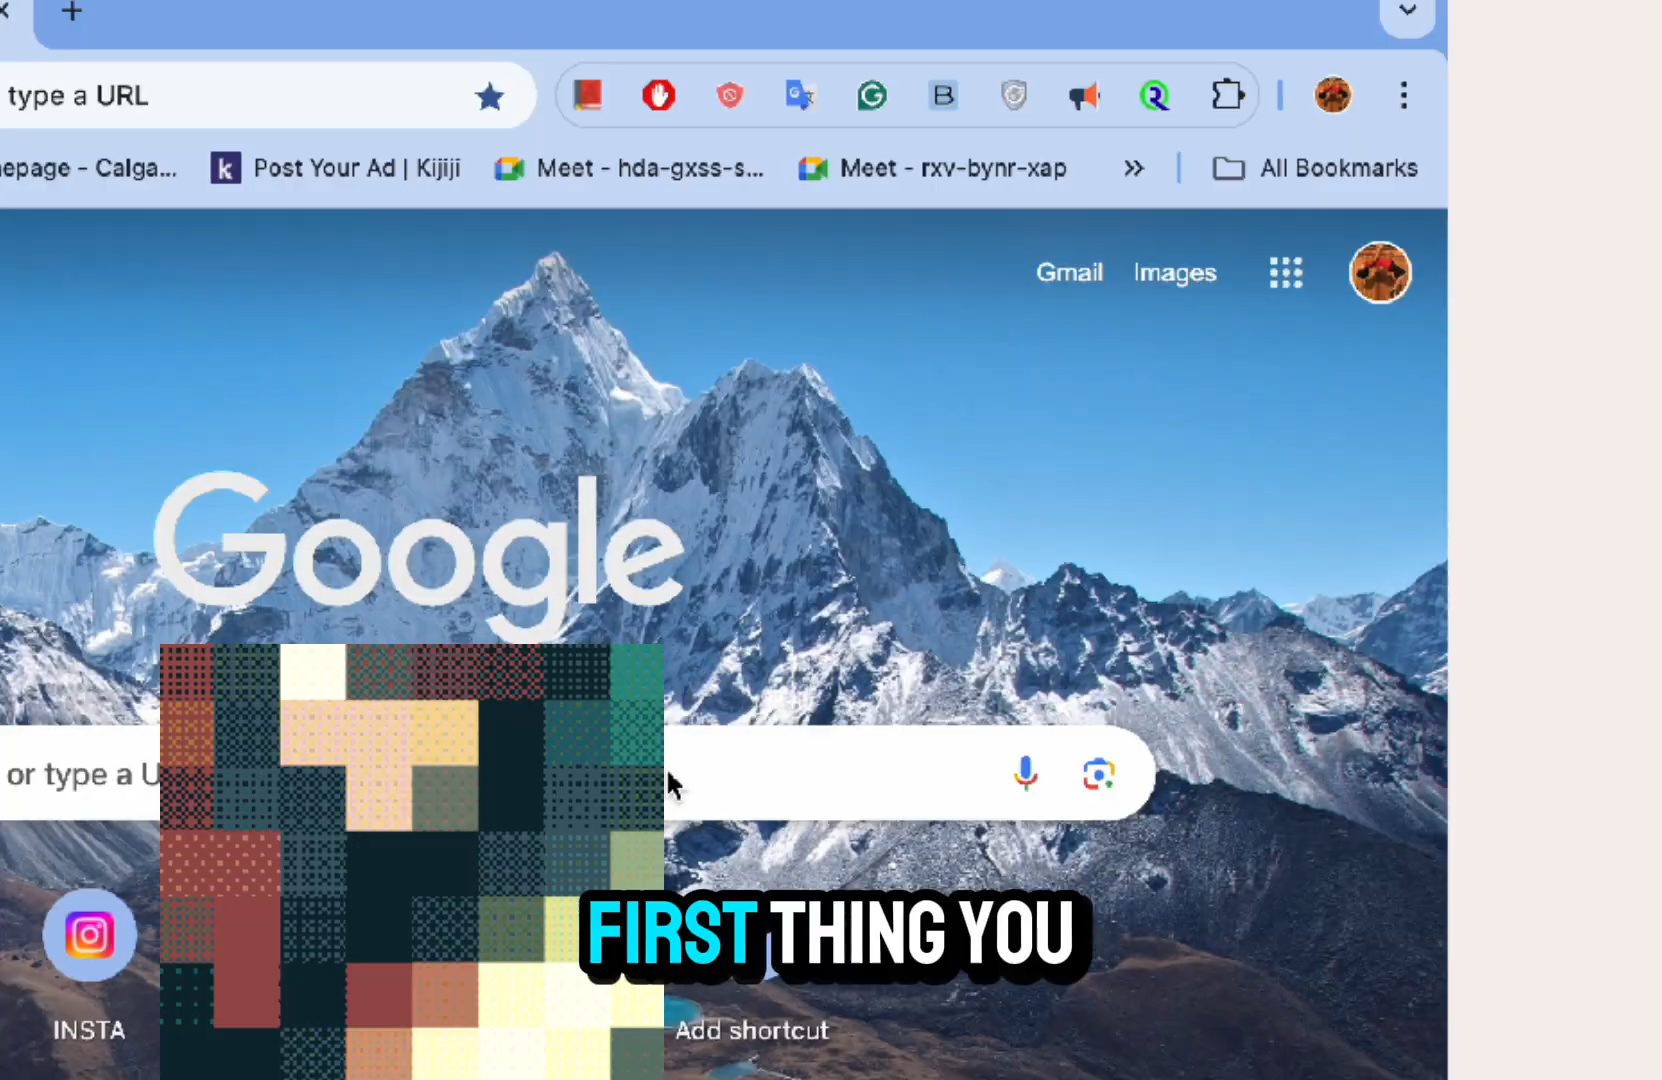 type a URL
epage - Calga...
k
Post Your Ad | Kijiji
Meet - hda-gxss-s...
Meet - rxv-bynr-xap
»
All Bookmarks
Gmail
Images
Google
or type a U
FIRST THING YOU
INSTA
Add shortcut